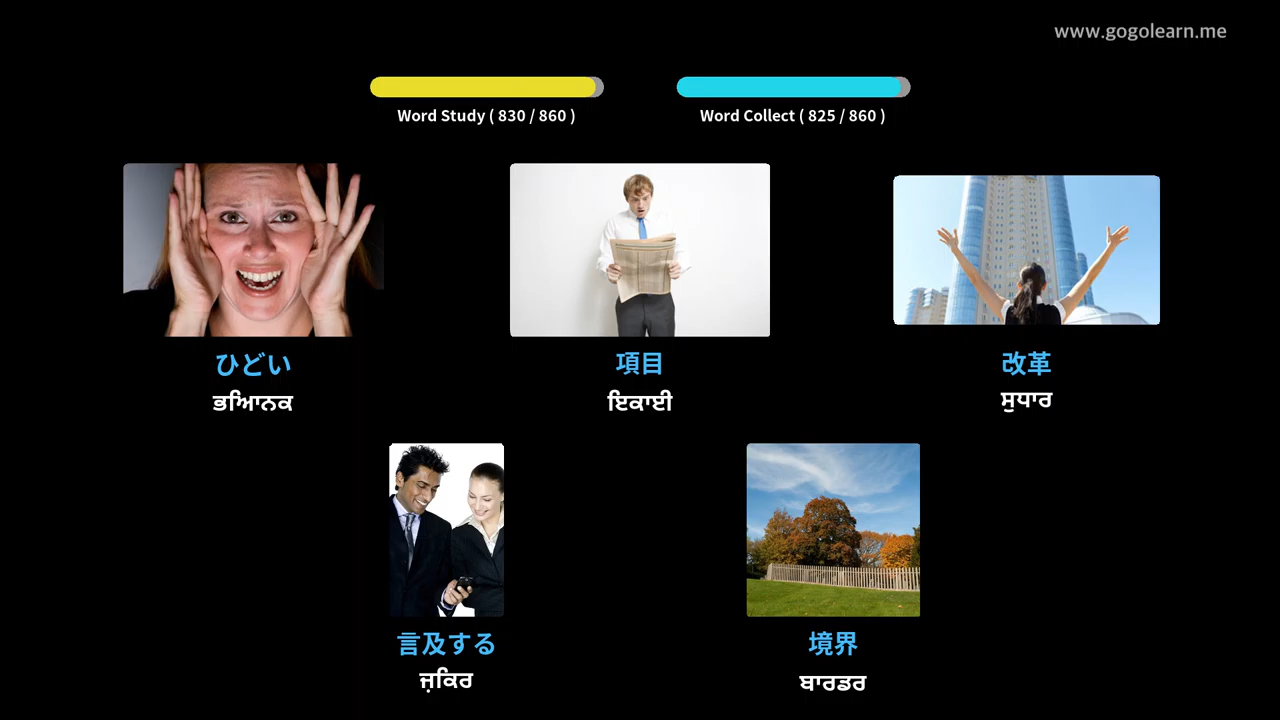 www.gogolearn.me
Word Study ( 830 / 860 )
Word Collect ( 825 / 860 )
ひどい
ਭਿਆਨਕ
項目
ਇਕਾਈ
改革
ਸੁਧਾਰ
言及する
ਜ਼ਕਿਰ
境界
ਬਾਰਡਰ